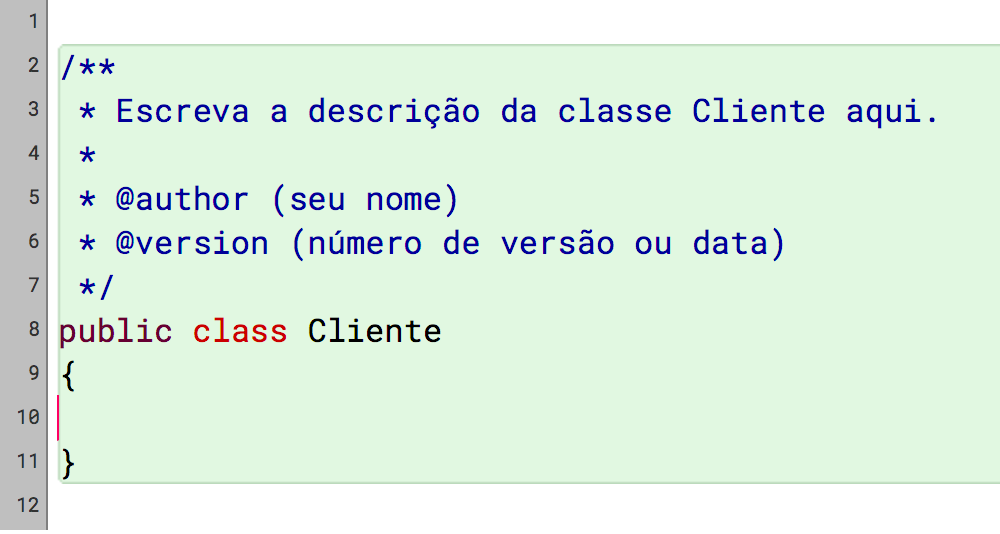 1
2 /**
3 * Escreva a descrição da classe Cliente aqui.
4 *
5 * @author (seu nome)
6 * @version (número de versão ou data)
7 */
8 public class Cliente
9 {
10
11 }
12